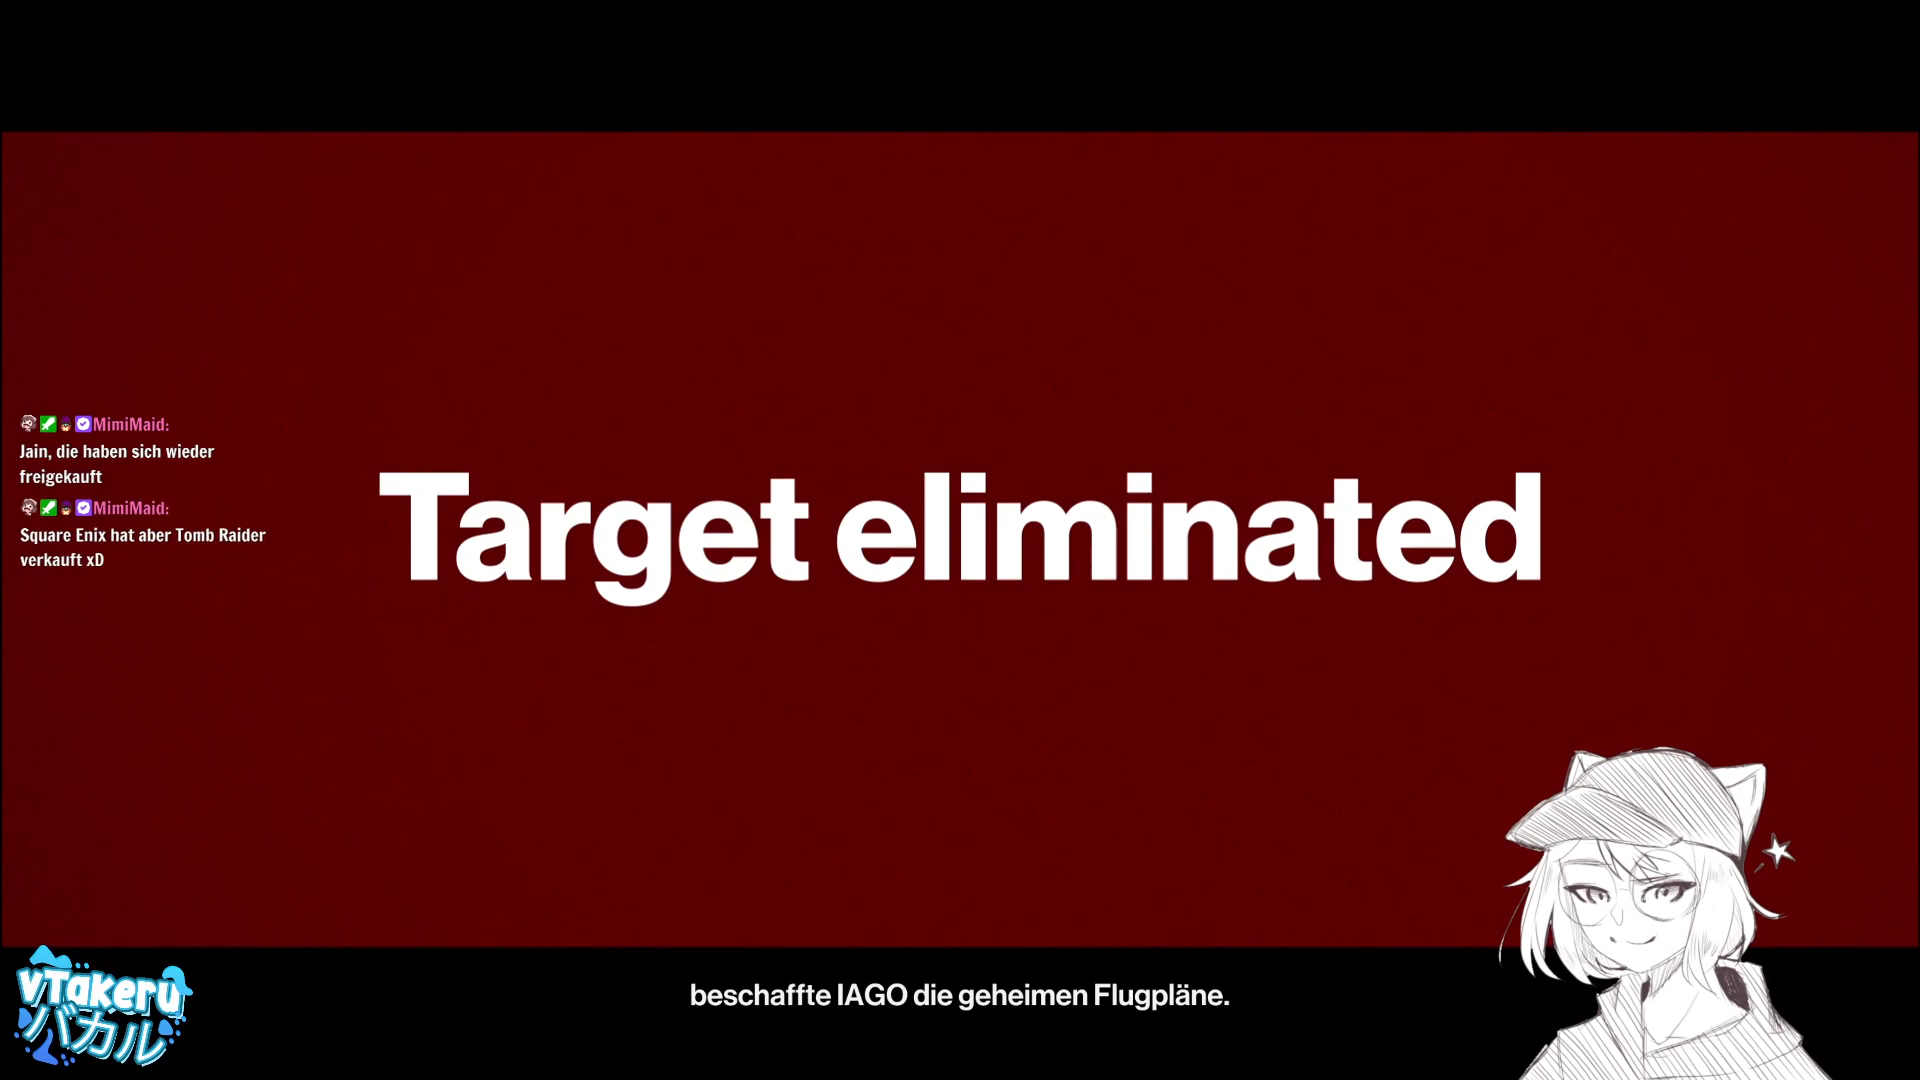 MimiMaid:
Jain, die haben sich wieder
freigekauft
MimiMaid:
Square Enix hat aber Tomb Raider
verkauft xD
Target eliminated
beschaffte IAGO die geheimen Flugpläne.
vTakeru
バカル